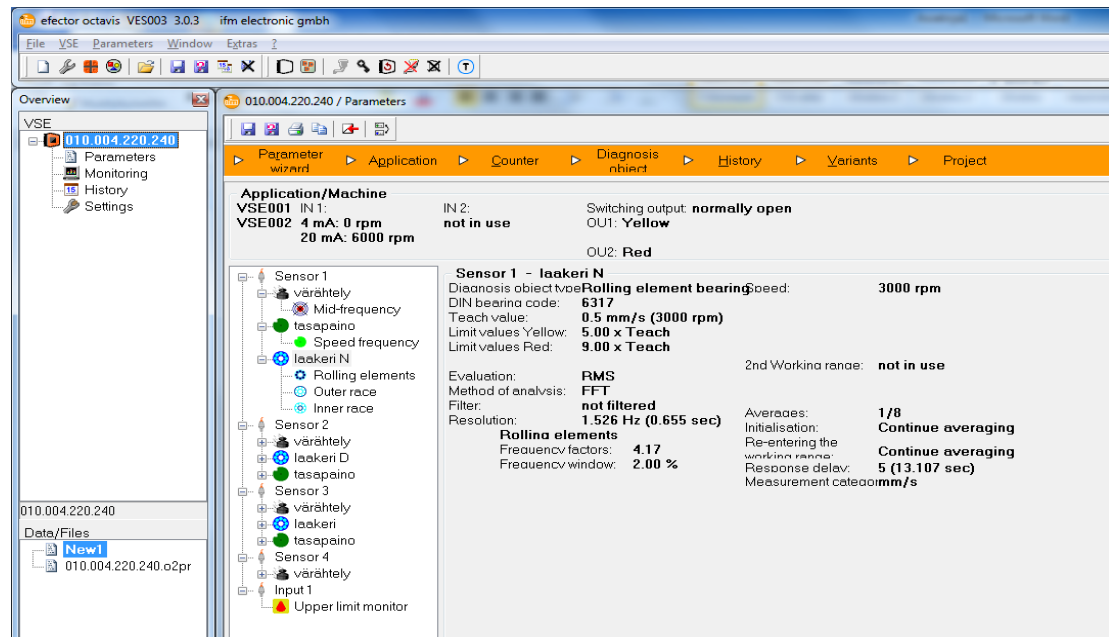 efector octavis VES003 3.0.3 ifm electronic gmbh
File VSE Parameters Window Extras ?
Overview
VSE
010.004.220.240
Parameters
Monitoring
History
Settings
010.004.220.240
Data/Files
New1
010.004.220.240.o2pr
010.004.220.240 / Parameters
Parameter wizard
Application
Counter
Diagnosis object
History
Variants
Project
Application/Machine
VSE001 IN 1: IN 2: Switching output: normally open
VSE002 4 mA: 0 rpm not in use OU1: Yellow
20 mA: 6000 rpm
OU2: Red
Sensor 1
värähtely
Mid-frequency
tasapaino
Speed frequency
laakeri N
Rolling elements
Outer race
Inner race
Sensor 2
värähtely
laakeri D
tasapaino
Sensor 3
värähtely
laakeri
tasapaino
Sensor 4
värähtely
Input 1
Upper limit monitor
Sensor 1 - laakeri N
Diagnosis object type Rolling element bearing Speed: 3000 rpm
DIN bearing code: 6317
Teach value: 0.5 mm/s (3000 rpm)
Limit values Yellow: 5.00 x Teach
Limit values Red: 9.00 x Teach
2nd Working range: not in use
Evaluation: RMS
Method of analysis: FFT
Filter: not filtered
Resolution: 1.526 Hz (0.655 sec)
Rolling elements
Frequency factors: 4.17
Frequency window: 2.00 %
Averages: 1/8
Initialisation: Continue averaging
Re-entering the working range: Continue averaging
Response delay: 5 (13.107 sec)
Measurement categor mm/s